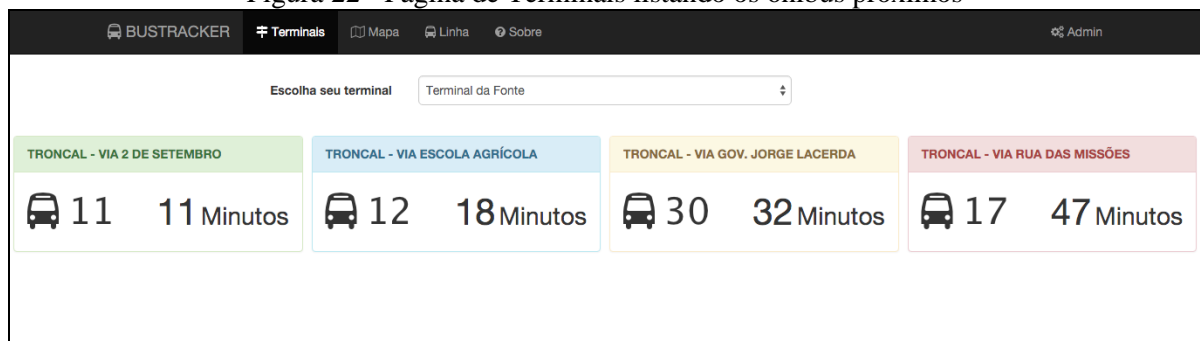 Figura 22 - Página de Terminais listando os ônibus próximos
BUSTRACKER Terminais Mapa Linha Sobre Admin
Escolha seu terminal Terminal da Fonte
TRONCAL - VIA 2 DE SETEMBRO TRONCAL - VIA ESCOLA AGRÍCOLA TRONCAL - VIA GOV. JORGE LACERDA TRONCAL - VIA RUA DAS MISSÕES
11 11 Minutos 12 18 Minutos 30 32 Minutos 17 47 Minutos